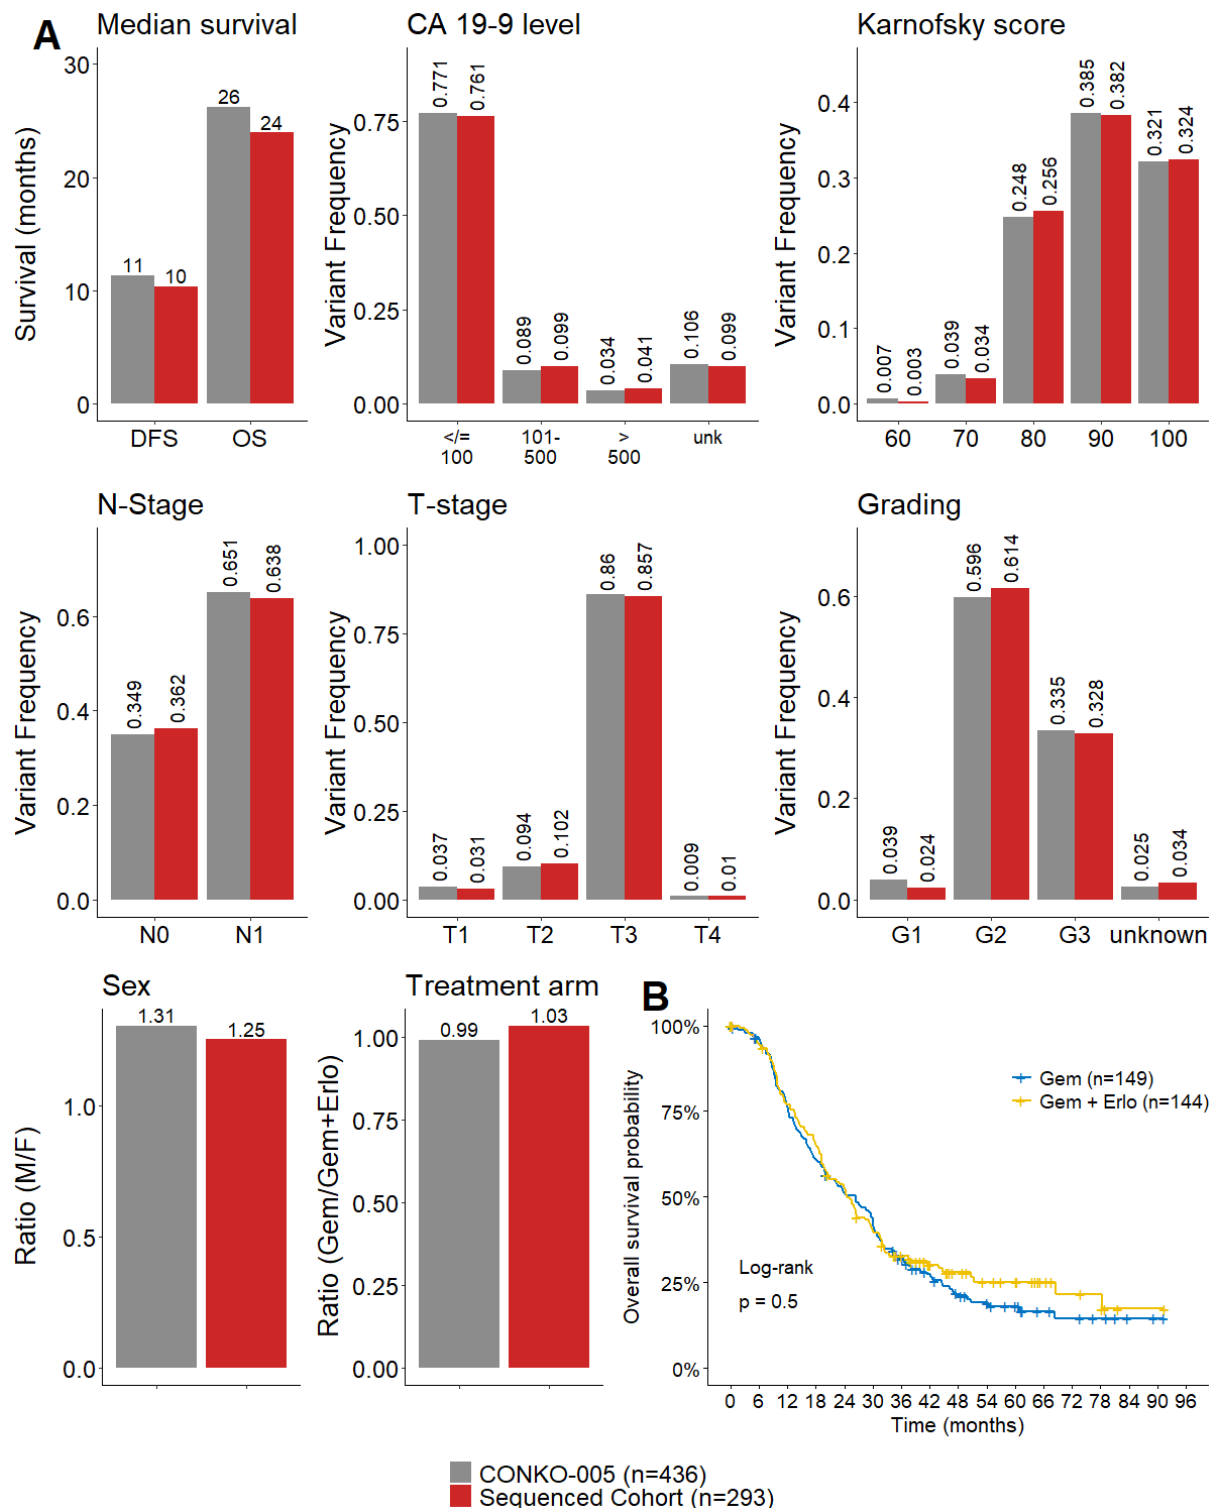 A
Median survival
Survival (months)
30
20
10
0
11
10
26
24
DFS
OS
CA 19-9 level
Variant Frequency
0.75
0.50
0.25
0.00
0.771
0.761
0.089
0.099
0.034
0.041
0.106
0.099
</=
100
101-
500
>
500
unk
Karnofsky score
Variant Frequency
0.4
0.3
0.2
0.1
0.0
0.007
0.003
0.039
0.034
0.248
0.256
0.385
0.382
0.321
0.324
60
70
80
90
100
N-Stage
Variant Frequency
0.6
0.4
0.2
0.0
0.349
0.362
0.651
0.638
N0
N1
T-stage
Variant Frequency
1.00
0.75
0.50
0.25
0.00
0.037
0.031
0.094
0.102
0.86
0.857
0.009
0.01
T1
T2
T3
T4
Grading
Variant Frequency
0.6
0.4
0.2
0.0
0.039
0.024
0.596
0.614
0.335
0.328
0.025
0.034
G1
G2
G3
unknown
Sex
Ratio (M/F)
1.0
0.5
0.0
1.31
1.25
Treatment arm
Ratio (Gem/Gem+Erlo)
1.00
0.75
0.50
0.25
0.00
0.99
1.03
B
Overall survival probability
100%
75%
50%
25%
0%
Gem (n=149)
Gem + Erlo (n=144)
Log-rank
p = 0.5
0 6 12 18 24 30 36 42 48 54 60 66 72 78 84 90 96
Time (months)
CONKO-005 (n=436)
Sequenced Cohort (n=293)